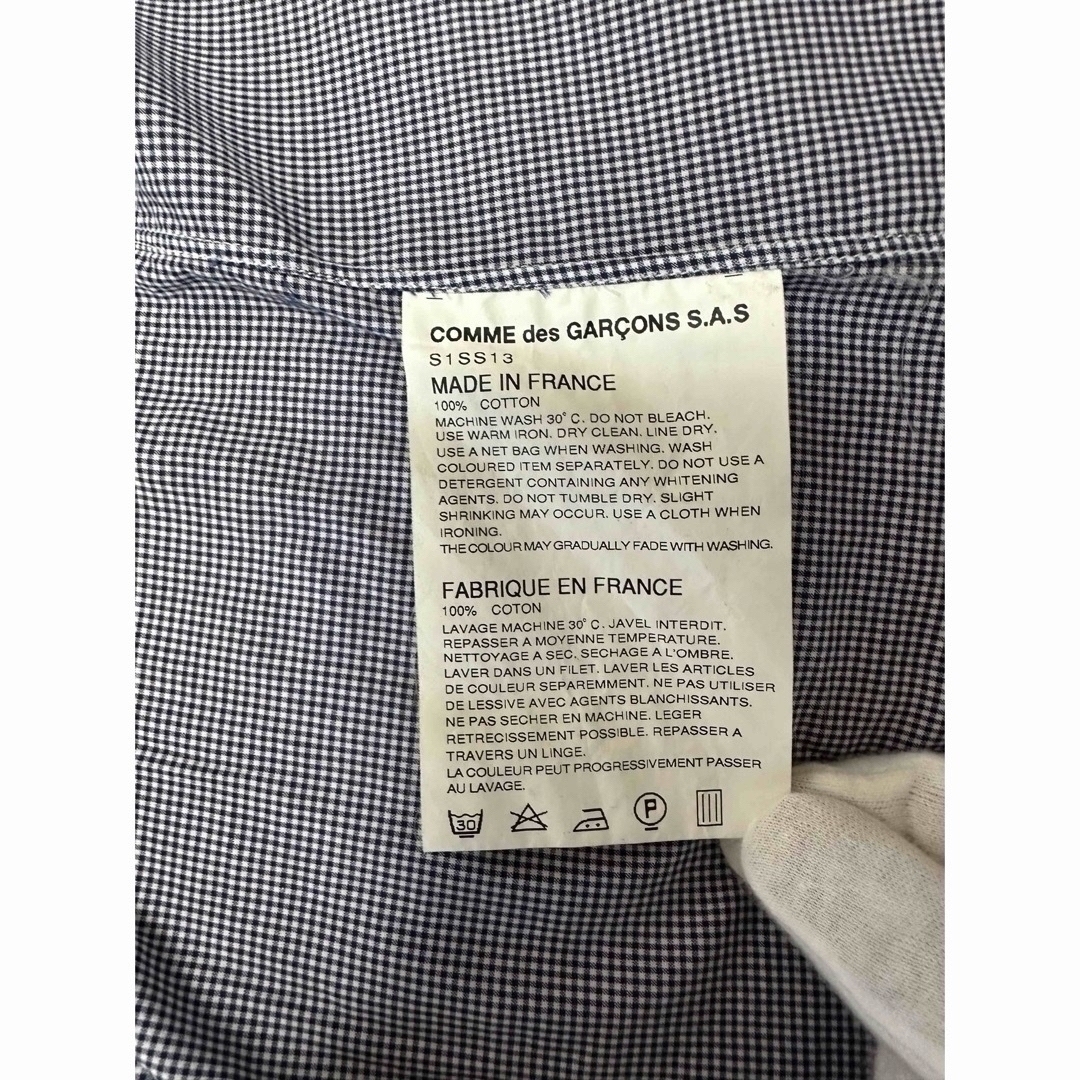 COMME des GARÇONS S.A.S
S1SS13
MADE IN FRANCE
100% COTTON
MACHINE WASH 30° C. DO NOT BLEACH.
USE WARM IRON. DRY CLEAN. LINE DRY.
USE A NET BAG WHEN WASHING. WASH
COLOURED ITEM SEPARATELY. DO NOT USE A
DETERGENT CONTAINING ANY WHITENING
AGENTS. DO NOT TUMBLE DRY. SLIGHT
SHRINKING MAY OCCUR. USE A CLOTH WHEN
IRONING.
THE COLOUR MAY GRADUALLY FADE WITH WASHING.
FABRIQUE EN FRANCE
100% COTON
LAVAGE MACHINE 30° C. JAVEL INTERDIT.
REPASSER A MOYENNE TEMPERATURE.
NETTOYAGE A SEC. SECHAGE A L'OMBRE.
LAVER DANS UN FILET. LAVER LES ARTICLES
DE COULEUR SEPAREMMENT. NE PAS UTILISER
DE LESSIVE AVEC AGENTS BLANCHISSANTS.
NE PAS SECHER EN MACHINE. LEGER
RETRECISSEMENT POSSIBLE. REPASSER A
TRAVERS UN LINGE.
LA COULEUR PEUT PROGRESSIVEMENT PASSER
AU LAVAGE.
30 P